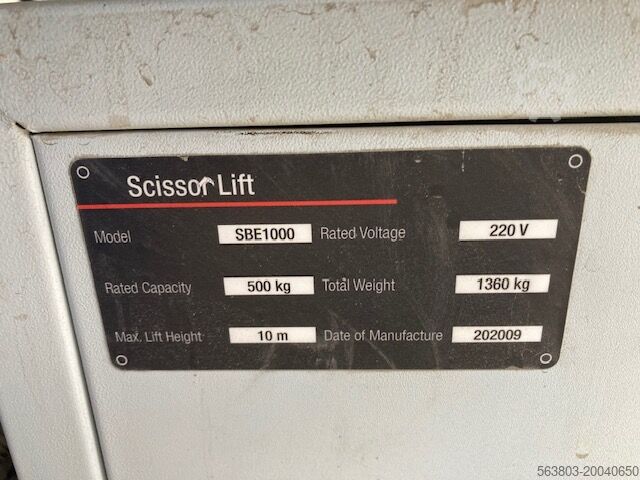 Scissor Lift
Model SBE1000 Rated Voltage 220 V
Rated Capacity 500 kg Total Weight 1360 kg
Max. Lift Height 10 m Date of Manufacture 202009
563803-20040650